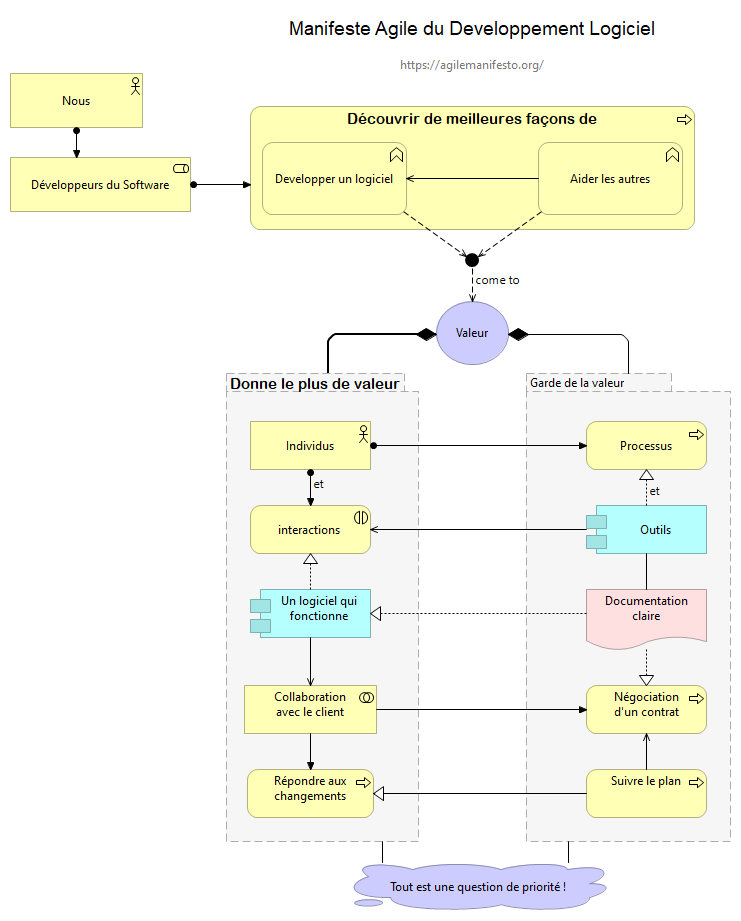 Manifeste Agile du Developpement Logiciel
https://agilemanifesto.org/
Nous
Développeurs du Software
Découvrir de meilleures façons de
Developper un logiciel
Aider les autres
come to
Valeur
Donne le plus de valeur
Garde de la valeur
Individus
Processus
et
et
interactions
Outils
Un logiciel qui
fonctionne
Documentation
claire
Collaboration
avec le client
Négociation
d'un contrat
Répondre aux
changements
Suivre le plan
Tout est une question de priorité !